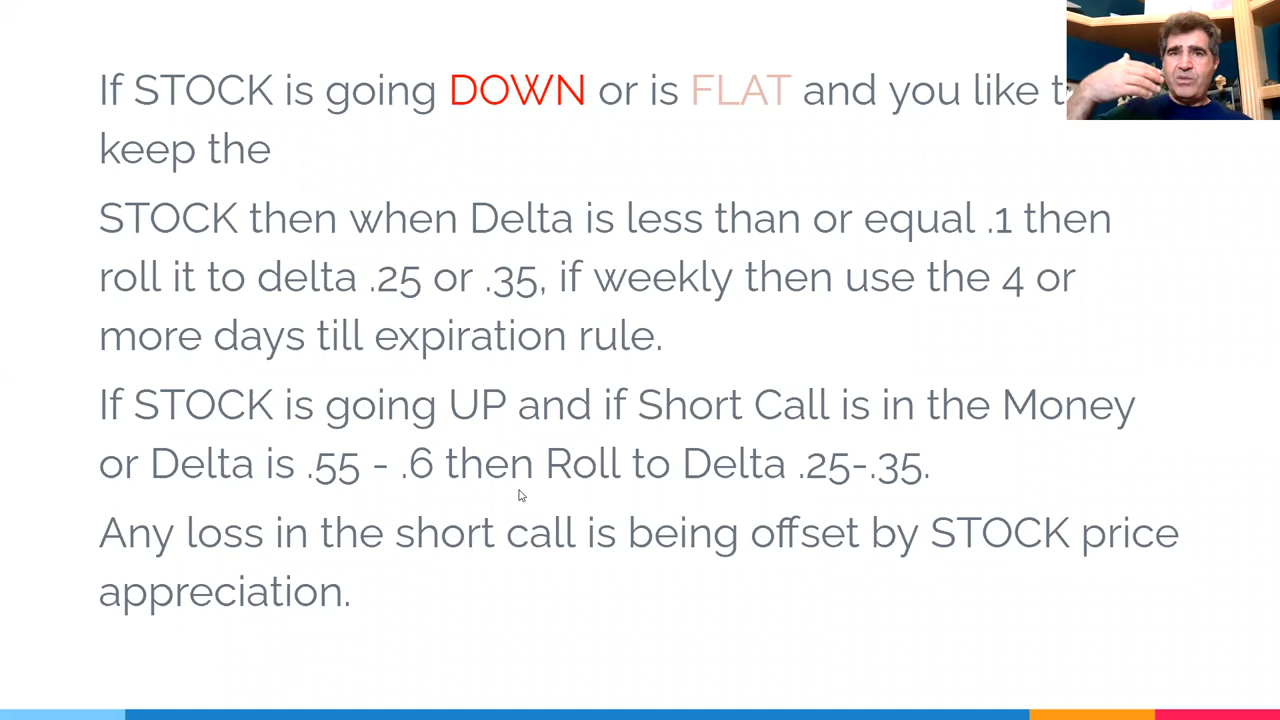 If STOCK is going DOWN or is FLAT and you like
keep the
STOCK then when Delta is less than or equal .1 then
roll it to delta .25 or .35, if weekly then use the 4 or
more days till expiration rule.
If STOCK is going UP and if Short Call is in the Money
or Delta is .55 - .6 then Roll to Delta .25-.35.
Any loss in the short call is being offset by STOCK price
appreciation.